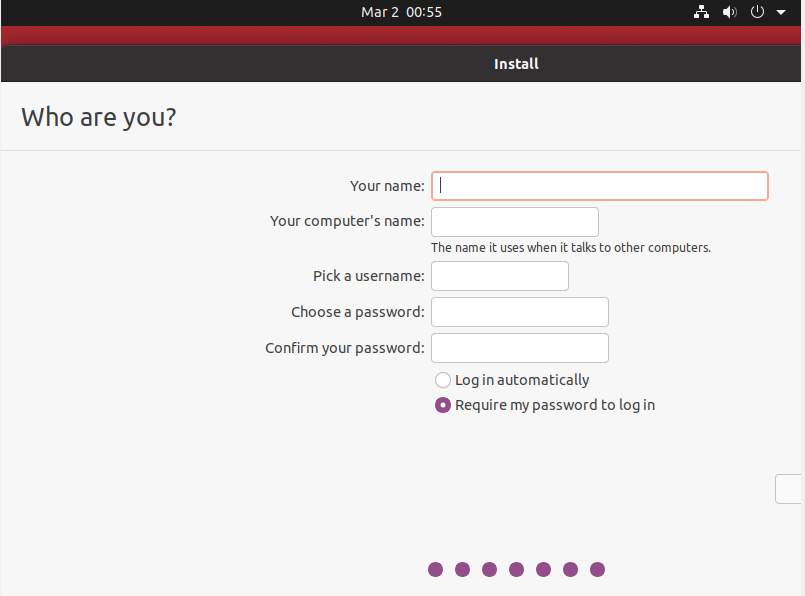 Mar 2 00:55
Install
Who are you?
Your name:
Your computer's name:
The name it uses when it talks to other computers.
Pick a username:
Choose a password:
Confirm your password:
Log in automatically
Require my password to log in